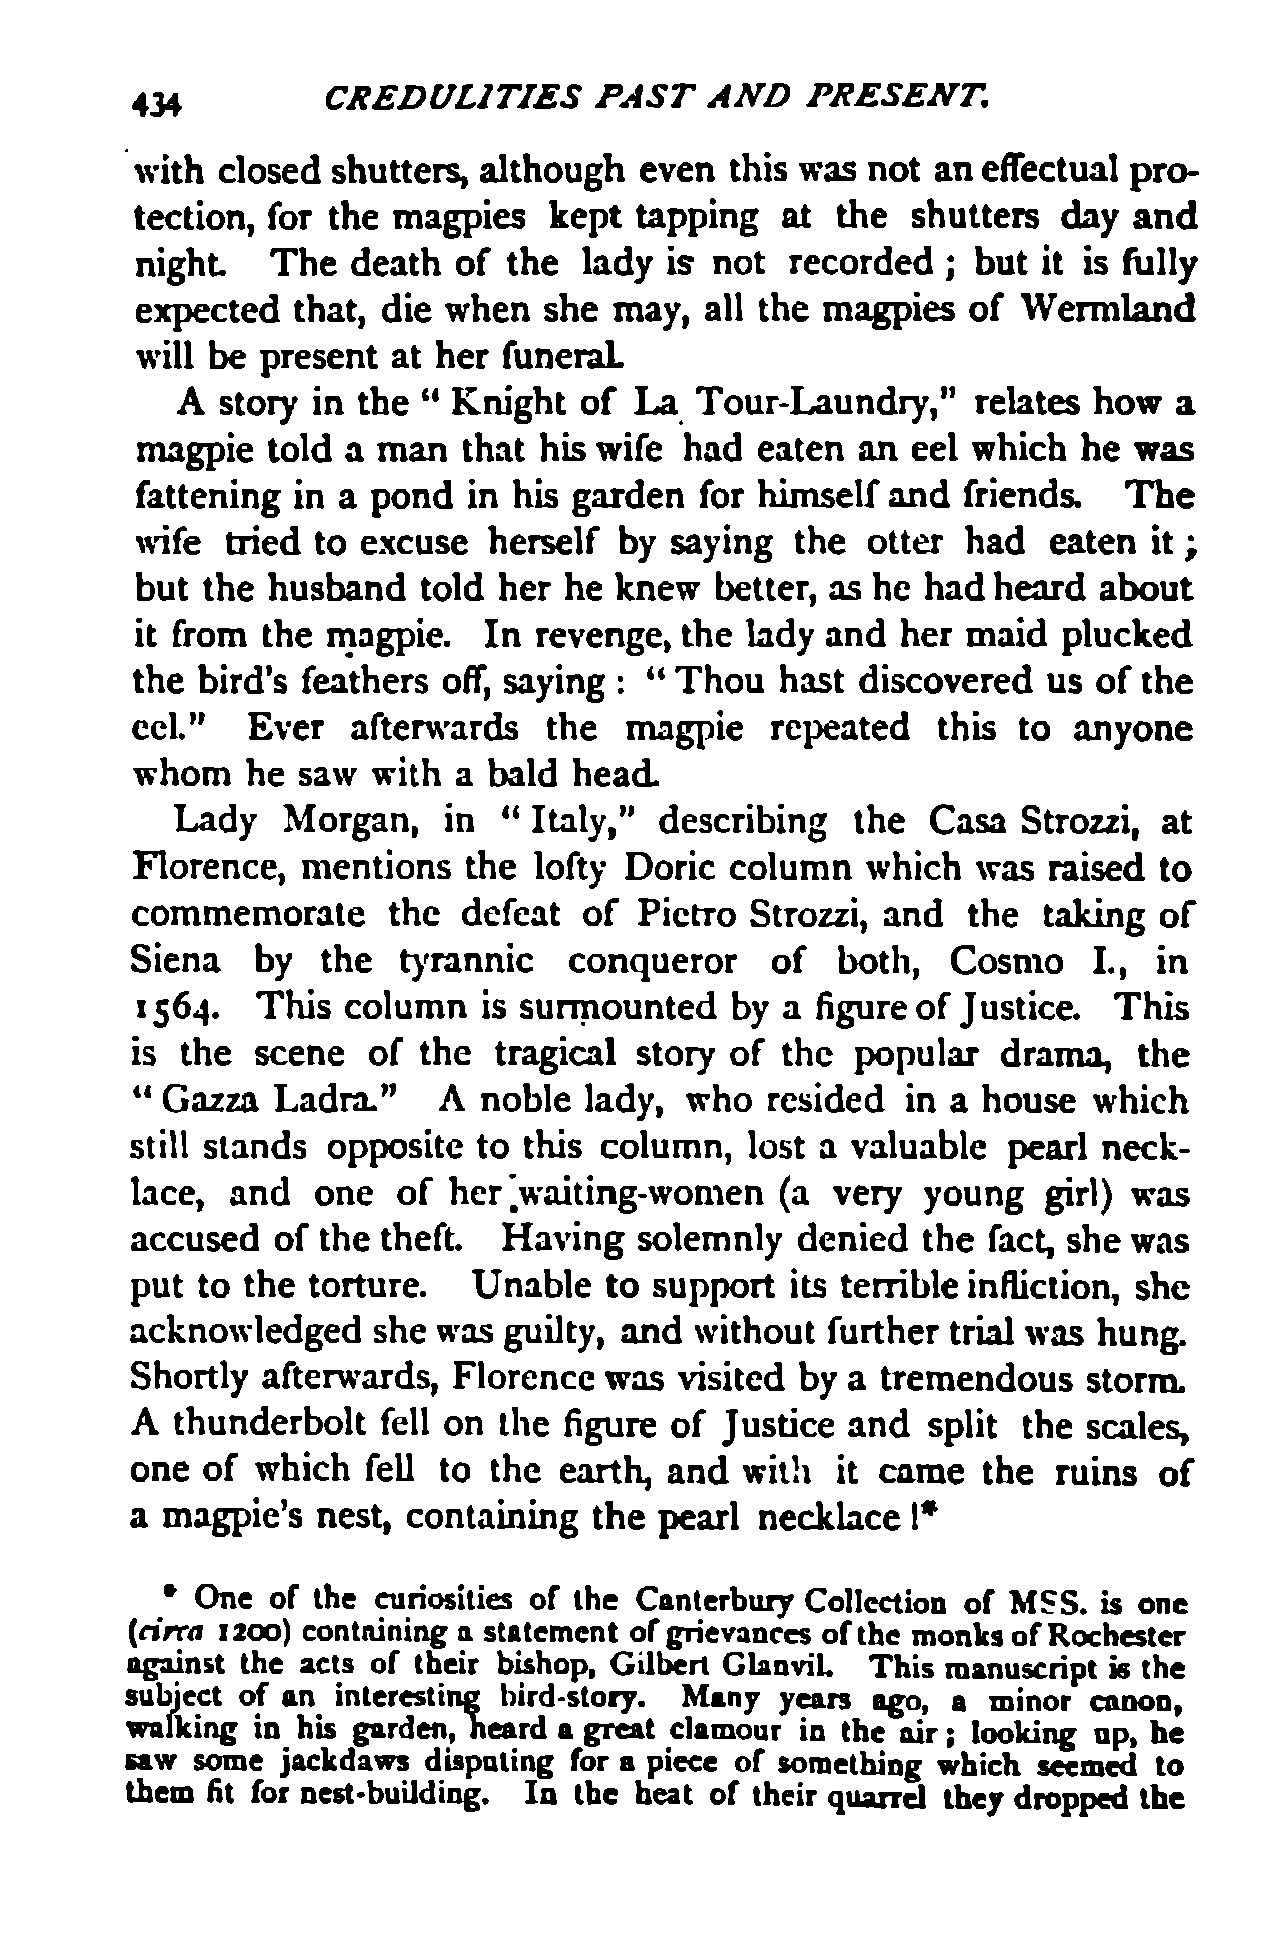 434 CREDULITIES PAST AND PRESENT.
with closed shutters, although even this was not an effectual pro-
tection, for the magpies kept tapping at the shutters day and
night. The death of the lady is not recorded ; but it is fully
expected that, die when she may, all the magpies of Wermland
will be present at her funeral.
A story in the “ Knight of La Tour-Laundry,” relates how a
magpie told a man that his wife had eaten an eel which he was
fattening in a pond in his garden for himself and friends. The
wife tried to excuse herself by saying the otter had eaten it ;
but the husband told her he knew better, as he had heard about
it from the magpie. In revenge, the lady and her maid plucked
the bird's feathers off, saying : “ Thou hast discovered us of the
eel.” Ever afterwards the magpie repeated this to anyone
whom he saw with a bald head.
Lady Morgan, in “ Italy,” describing the Casa Strozzi, at
Florence, mentions the lofty Doric column which was raised to
commemorate the defeat of Pietro Strozzi, and the taking of
Siena by the tyrannic conqueror of both, Cosmo I., in
1564. This column is surmounted by a figure of Justice. This
is the scene of the tragical story of the popular drama, the
“ Gazza Ladra.” A noble lady, who resided in a house which
still stands opposite to this column, lost a valuable pearl neck-
lace, and one of her waiting-women (a very young girl) was
accused of the theft. Having solemnly denied the fact, she was
put to the torture. Unable to support its terrible infliction, she
acknowledged she was guilty, and without further trial was hung.
Shortly afterwards, Florence was visited by a tremendous storm.
A thunderbolt fell on the figure of Justice and split the scales,
one of which fell to the earth, and with it came the ruins of
a magpie's nest, containing the pearl necklace !*
* One of the curiosities of the Canterbury Collection of MSS. is one
(circa 1200) containing a statement of grievances of the monks of Rochester
against the acts of their bishop, Gilbert Glanvil. This manuscript is the
subject of an interesting bird-story. Many years ago, a minor canon,
walking in his garden, heard a great clamour in the air ; looking up, he
saw some jackdaws disputing for a piece of something which seemed to
them fit for nest-building. In the heat of their quarrel they dropped the